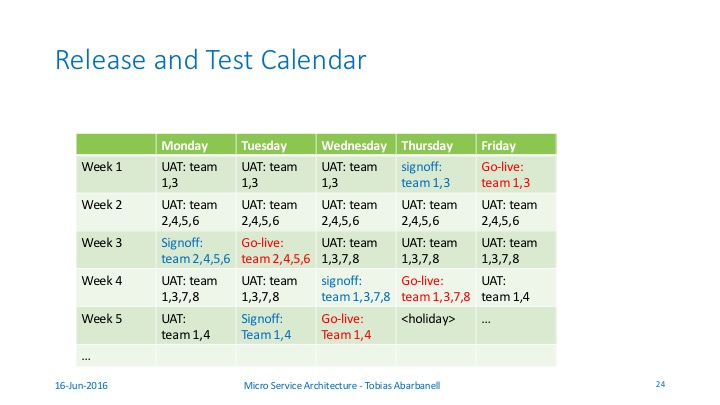 Release and Test Calendar
Monday Tuesday Wednesday Thursday Friday
Week 1 UAT: team UAT: team UAT: team signoff: Go-live:
1,3 1,3 1,3 team 1,3 team 1,3
Week 2 UAT: team UAT: team UAT: team UAT: team UAT: team
2,4,5,6 2,4,5,6 2,4,5,6 2,4,5,6 2,4,5,6
Week 3 Signoff: Go-live: UAT: team UAT: team UAT: team
team 2,4,5,6 team 2,4,5,6 1,3,7,8 1,3,7,8 1,3,7,8
Week 4 UAT: team UAT: team signoff: Go-live: UAT:
1,3,7,8 1,3,7,8 team 1,3,7,8 team 1,3,7,8 team 1,4
Week 5 UAT: Signoff: Go-live: <holiday> ...
team 1,4 Team 1,4 Team 1,4
...
16-Jun-2016 Micro Service Architecture - Tobias Abarbanell 24